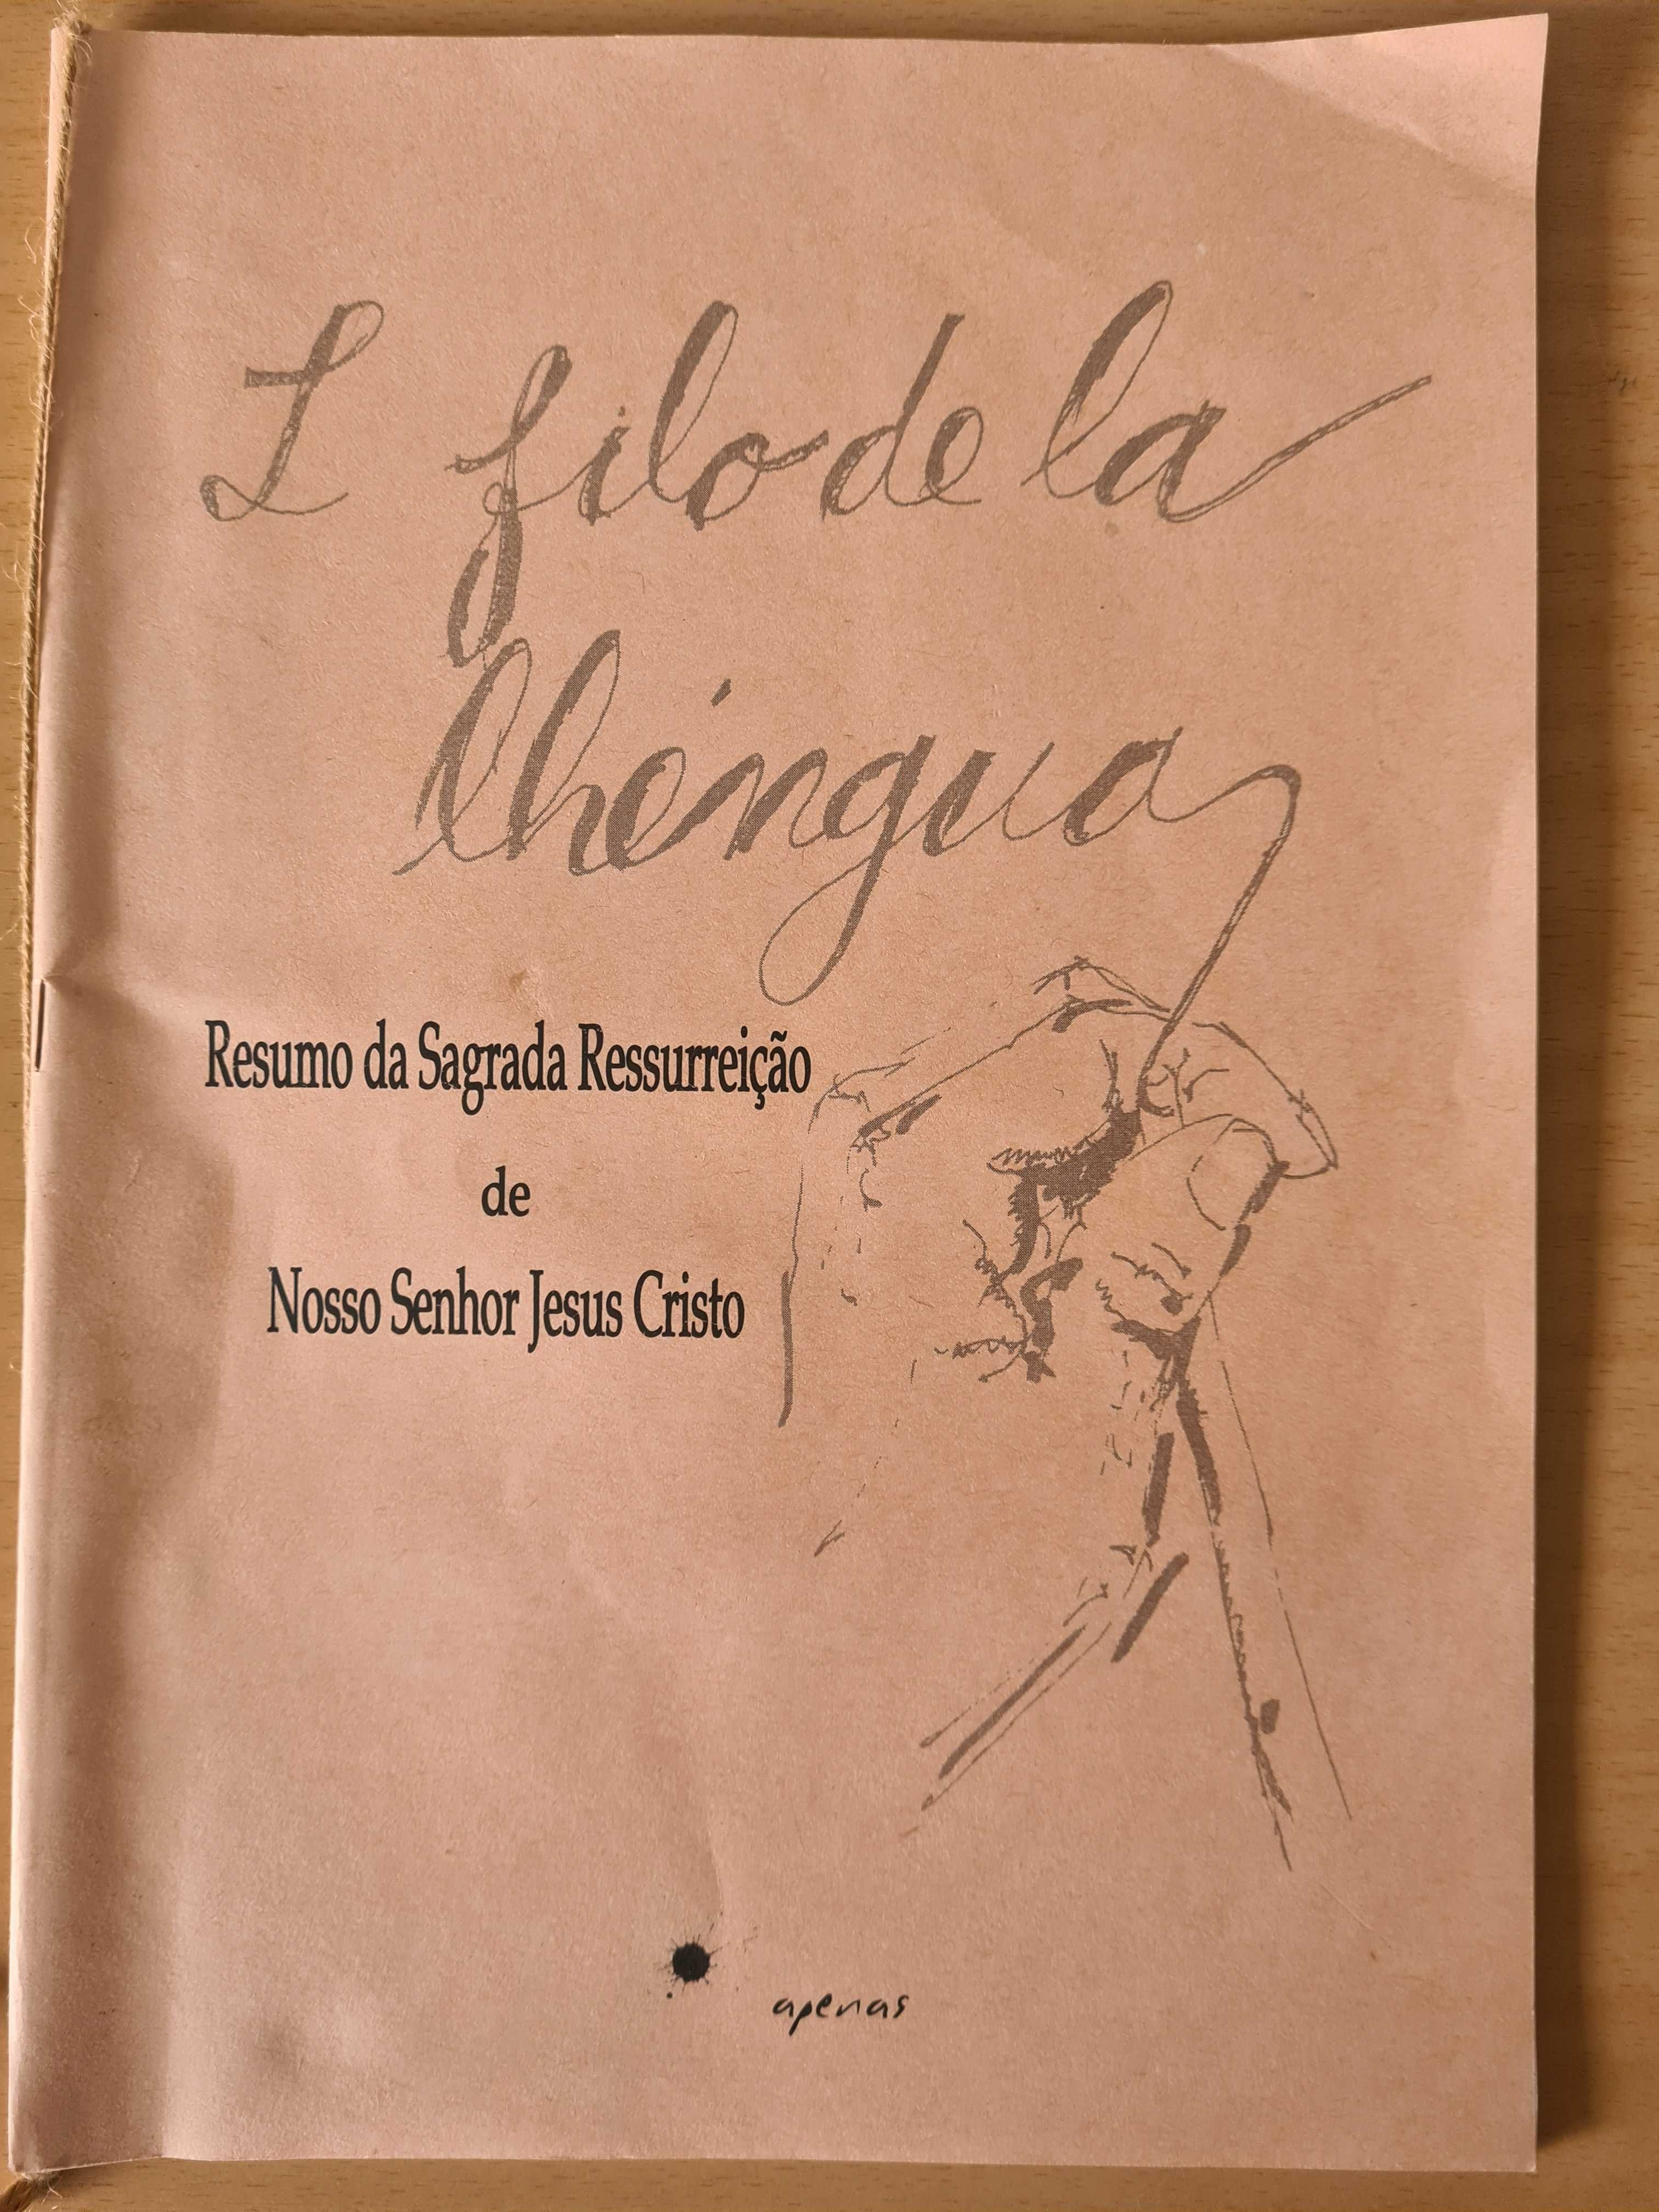 L filo de la
lhéngua
Resumo da Sagrada Ressurreição
de
Nosso Senhor Jesus Cristo
apenas